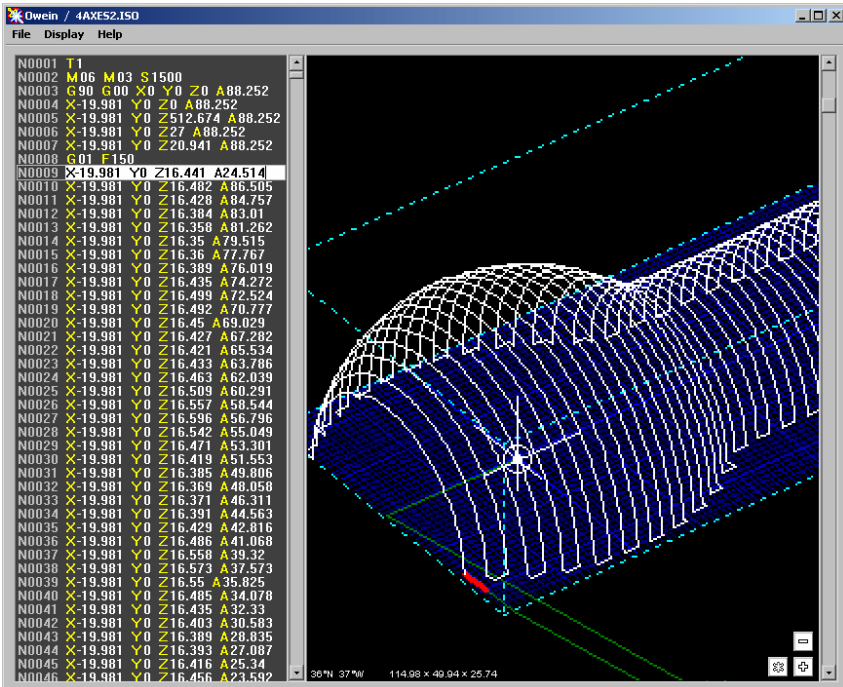 Owein / 4AXES2.ISO
File Display Help
N0001 T1
N0002 M06 M03 S1500
N0003 G90 G00 X0 Y0 Z0 A88.252
N0004 X-19.981 Y0 Z0 A88.252
N0005 X-19.981 Y0 Z512.674 A88.252
N0006 X-19.981 Y0 Z27 A88.252
N0007 X-19.981 Y0 Z20.941 A88.252
N0008 G01 F150
N0009 X-19.981 Y0 Z16.441 A24.514
N0010 X-19.981 Y0 Z16.482 A86.505
N0011 X-19.981 Y0 Z16.428 A84.757
N0012 X-19.981 Y0 Z16.384 A83.01
N0013 X-19.981 Y0 Z16.358 A81.262
N0014 X-19.981 Y0 Z16.35 A79.515
N0015 X-19.981 Y0 Z16.36 A77.767
N0016 X-19.981 Y0 Z16.389 A76.019
N0017 X-19.981 Y0 Z16.435 A74.272
N0018 X-19.981 Y0 Z16.499 A72.524
N0019 X-19.981 Y0 Z16.492 A70.777
N0020 X-19.981 Y0 Z16.45 A69.029
N0021 X-19.981 Y0 Z16.427 A67.282
N0022 X-19.981 Y0 Z16.421 A65.534
N0023 X-19.981 Y0 Z16.433 A63.786
N0024 X-19.981 Y0 Z16.463 A62.039
N0025 X-19.981 Y0 Z16.509 A60.291
N0026 X-19.981 Y0 Z16.557 A58.544
N0027 X-19.981 Y0 Z16.596 A56.796
N0028 X-19.981 Y0 Z16.542 A55.049
N0029 X-19.981 Y0 Z16.471 A53.301
N0030 X-19.981 Y0 Z16.419 A51.553
N0031 X-19.981 Y0 Z16.385 A49.806
N0032 X-19.981 Y0 Z16.369 A48.058
N0033 X-19.981 Y0 Z16.371 A46.311
N0034 X-19.981 Y0 Z16.391 A44.563
N0035 X-19.981 Y0 Z16.429 A42.816
N0036 X-19.981 Y0 Z16.486 A41.068
N0037 X-19.981 Y0 Z16.558 A39.32
N0038 X-19.981 Y0 Z16.573 A37.573
N0039 X-19.981 Y0 Z16.55 A35.825
N0040 X-19.981 Y0 Z16.485 A34.078
N0041 X-19.981 Y0 Z16.435 A32.33
N0042 X-19.981 Y0 Z16.403 A30.583
N0043 X-19.981 Y0 Z16.389 A28.835
N0044 X-19.981 Y0 Z16.393 A27.087
N0045 X-19.981 Y0 Z16.416 A25.34
N0046 X-19.981 Y0 Z16.456 A23.592
36°N 37°W 114.98 × 49.94 × 25.74